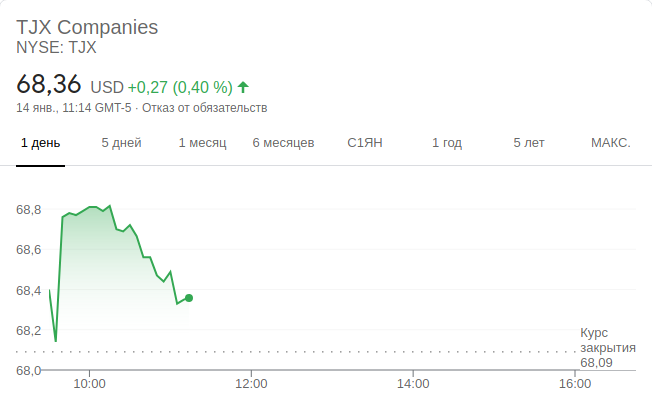 TJX Companies
NYSE: TJX
68,36 USD +0,27 (0,40 %)
14 янв., 11:14 GMT-5 · Отказ от обязательств
1 день 5 дней 1 месяц 6 месяцев С1ЯН 1 год 5 лет МАКС.
68,8
68,6
68,4
68,2
68,0
Курс
закрытия
68,09
10:00 12:00 14:00 16:00